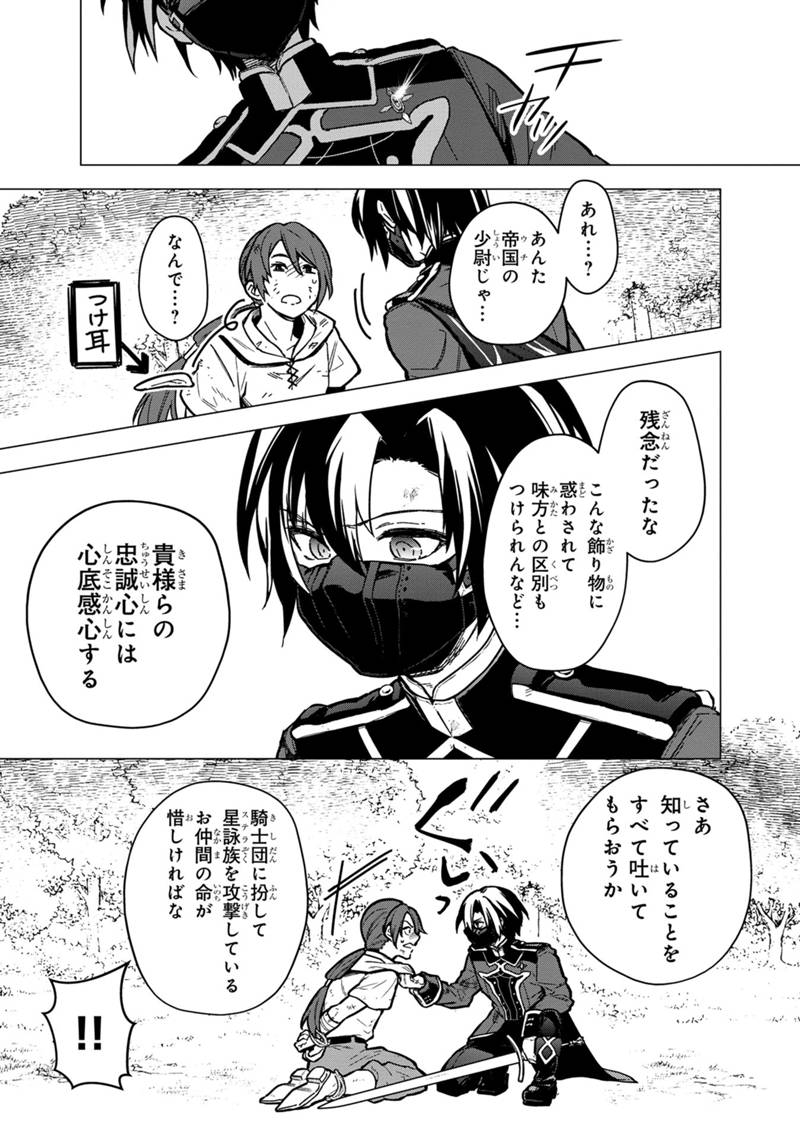 キラッ
あれ…?
あんた
帝国の
少尉じゃ…
なんで…?
つけ耳
残念だったな
こんな飾り物に
惑わされて
味方との区別も
つけられんなど…
貴様らの
忠誠心には
心底感心する
さあ
知っていることを
すべて吐いて
もらおうか
ぐいっ
騎士団に扮して
星詠族を攻撃している
お仲間の命が
惜しければな
!!